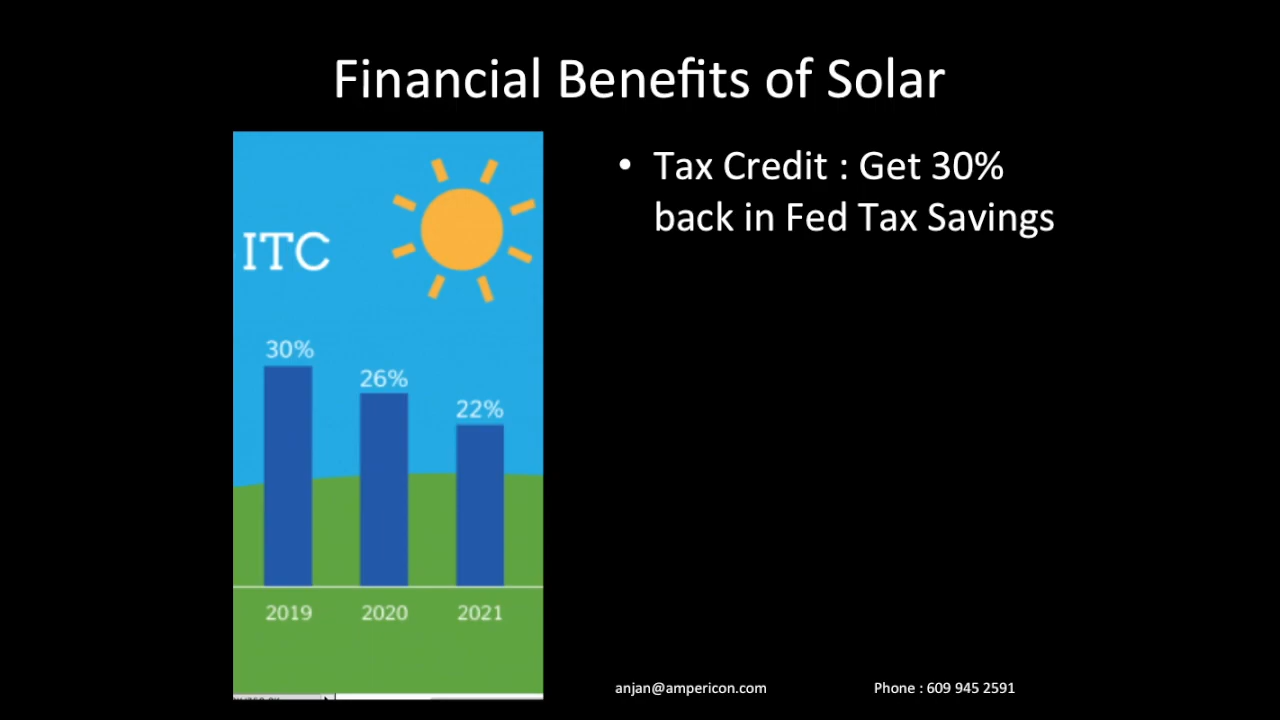 Financial Benefits of Solar
ITC
30%
26%
22%
2019 2020 2021
• Tax Credit : Get 30%
back in Fed Tax Savings
anjan@ampericon.com Phone : 609 945 2591